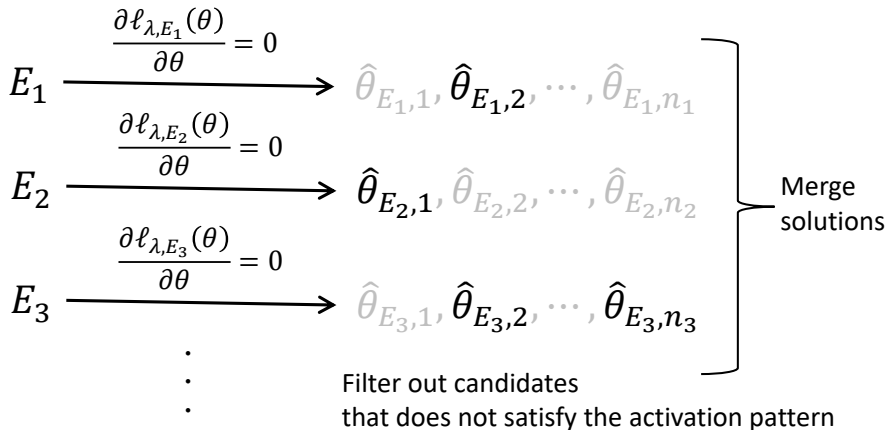 ∂ℓ_{λ,E_1}(θ)/∂θ = 0
E_1 → θ̂_{E_1,1}, θ̂_{E_1,2}, ⋯ , θ̂_{E_1,n_1}
∂ℓ_{λ,E_2}(θ)/∂θ = 0
E_2 → θ̂_{E_2,1}, θ̂_{E_2,2}, ⋯ , θ̂_{E_2,n_2}
Merge
solutions
∂ℓ_{λ,E_3}(θ)/∂θ = 0
E_3 → θ̂_{E_3,1}, θ̂_{E_3,2}, ⋯ , θ̂_{E_3,n_3}
⋮
Filter out candidates
that does not satisfy the activation pattern